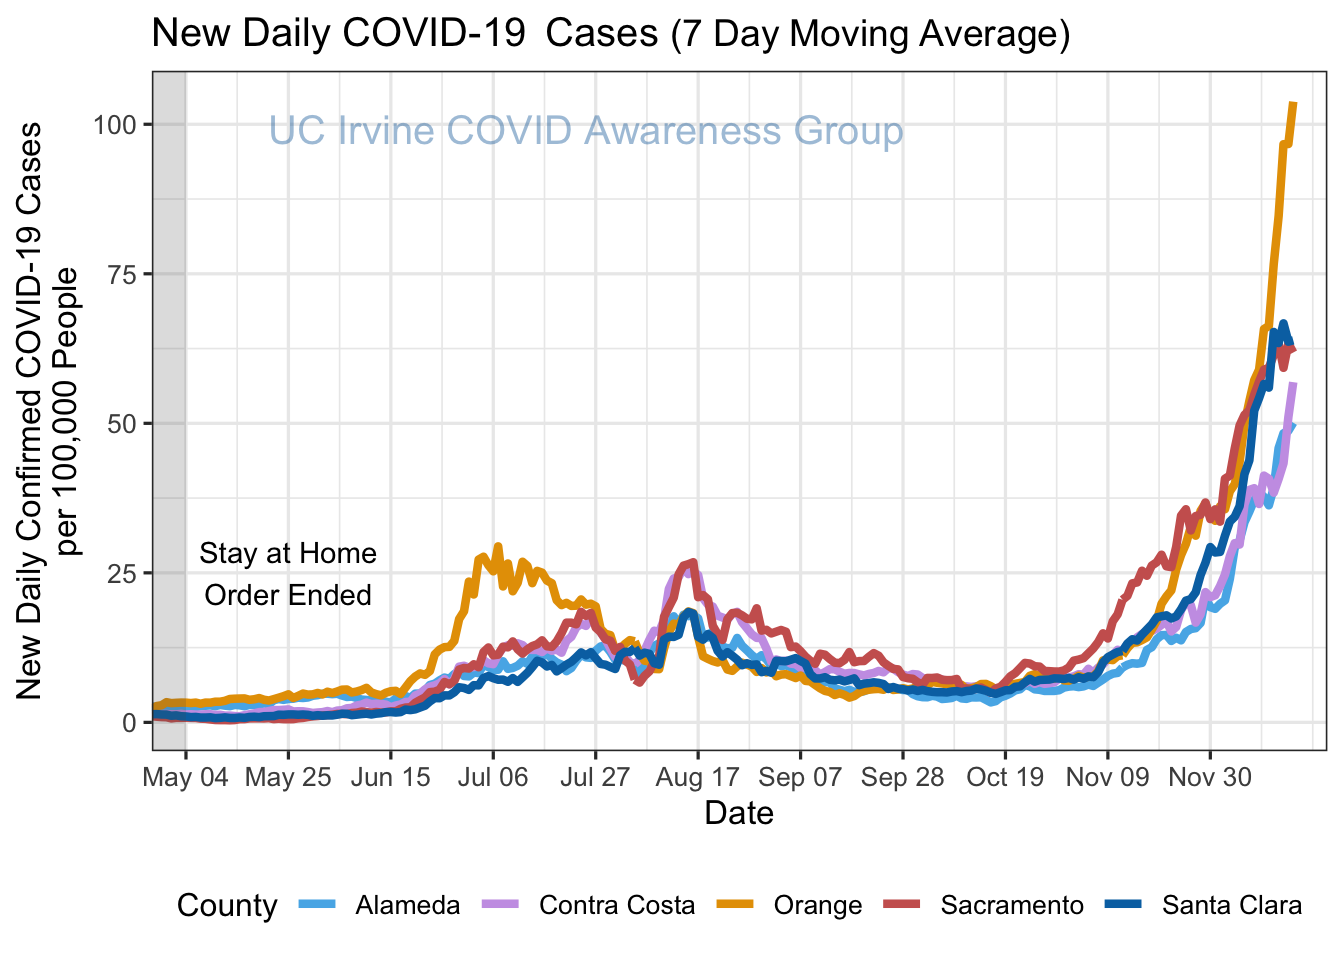 New Daily COVID-19 Cases (7 Day Moving Average)
UC Irvine COVID Awareness Group
New Daily Confirmed COVID-19 Cases
per 100,000 People
100
75
50
25
0
Stay at Home
Order Ended
May 04 May 25 Jun 15 Jul 06 Jul 27 Aug 17 Sep 07 Sep 28 Oct 19 Nov 09 Nov 30
Date
County Alameda Contra Costa Orange Sacramento Santa Clara